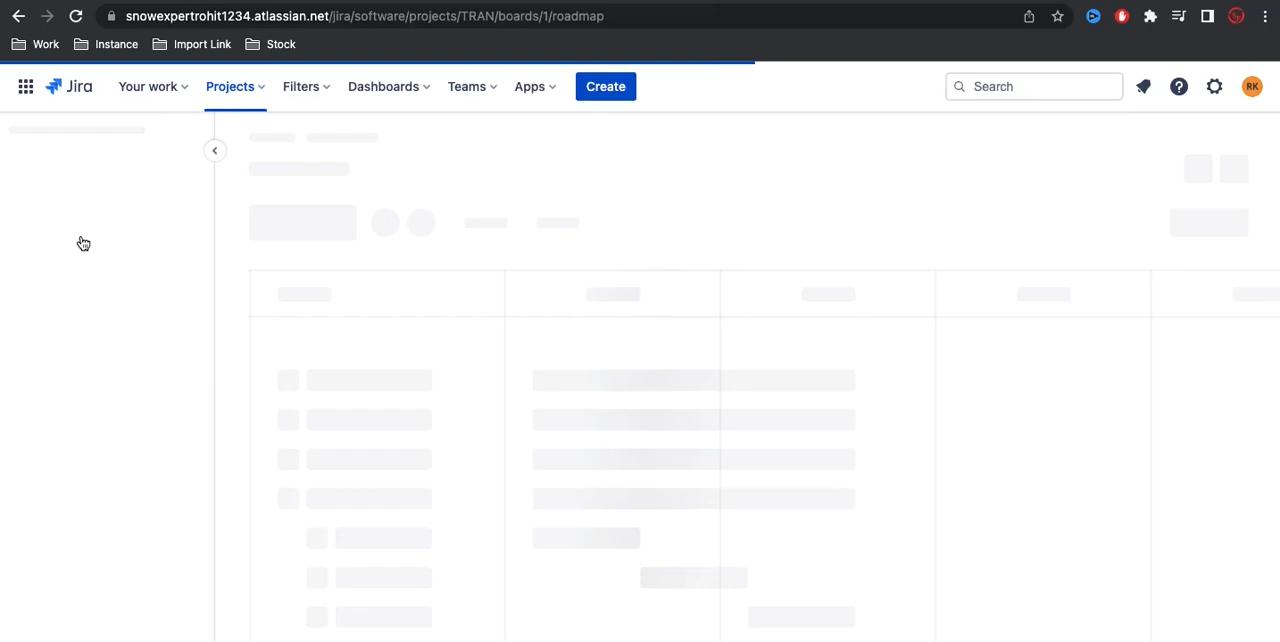 snowexpertrohit1234.atlassian.net/jira/software/projects/TRAN/boards/1/roadmap
Work Instance Import Link Stock
Jira Your work Projects Filters Dashboards Teams Apps Create Search RK